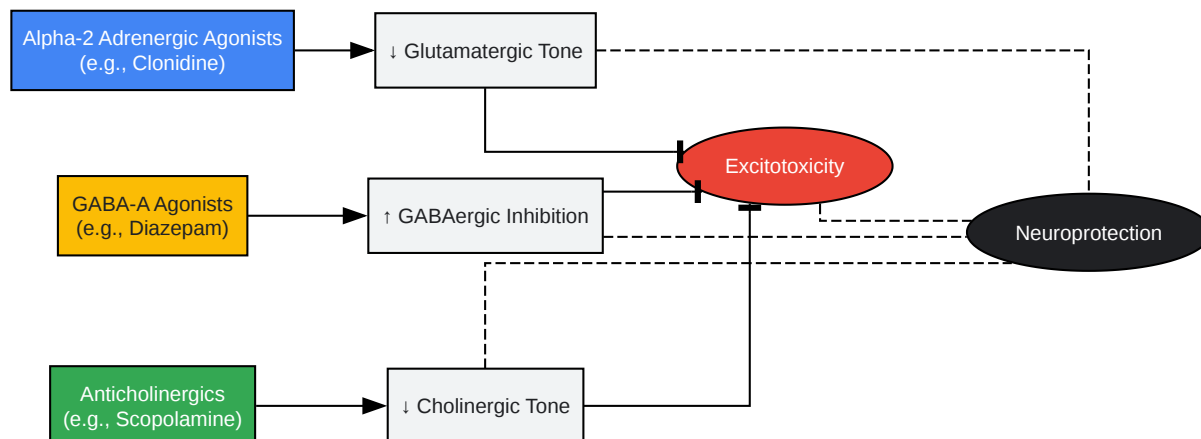 Alpha-2 Adrenergic Agonists
(e.g., Clonidine)
↓ Glutamatergic Tone
Excitotoxicity
GABA-A Agonists
(e.g., Diazepam)
↑ GABAergic Inhibition
Neuroprotection
Anticholinergics
(e.g., Scopolamine)
↓ Cholinergic Tone